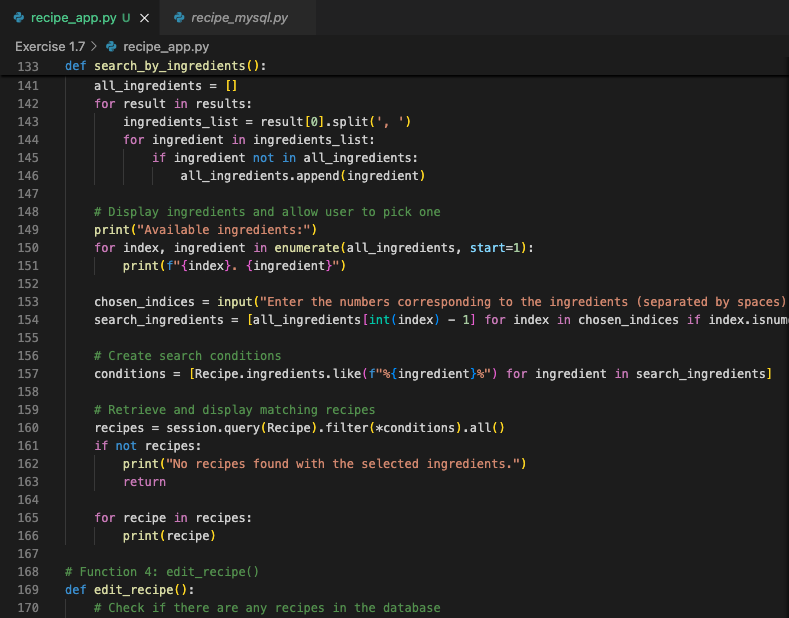 recipe_app.py U
recipe_mysql.py
Exercise 1.7 > recipe_app.py
133 def search_by_ingredients():
141 all_ingredients = []
142 for result in results:
143 ingredients_list = result[0].split(', ')
144 for ingredient in ingredients_list:
145 if ingredient not in all_ingredients:
146 all_ingredients.append(ingredient)
147
148 # Display ingredients and allow user to pick one
149 print("Available ingredients:")
150 for index, ingredient in enumerate(all_ingredients, start=1):
151 print(f"{index}. {ingredient}")
152
153 chosen_indices = input("Enter the numbers corresponding to the ingredients (separated by spaces)
154 search_ingredients = [all_ingredients[int(index) - 1] for index in chosen_indices if index.isnum
155
156 # Create search conditions
157 conditions = [Recipe.ingredients.like(f"%{ingredient}%") for ingredient in search_ingredients]
158
159 # Retrieve and display matching recipes
160 recipes = session.query(Recipe).filter(*conditions).all()
161 if not recipes:
162 print("No recipes found with the selected ingredients.")
163 return
164
165 for recipe in recipes:
166 print(recipe)
167
168 # Function 4: edit_recipe()
169 def edit_recipe():
170 # Check if there are any recipes in the database